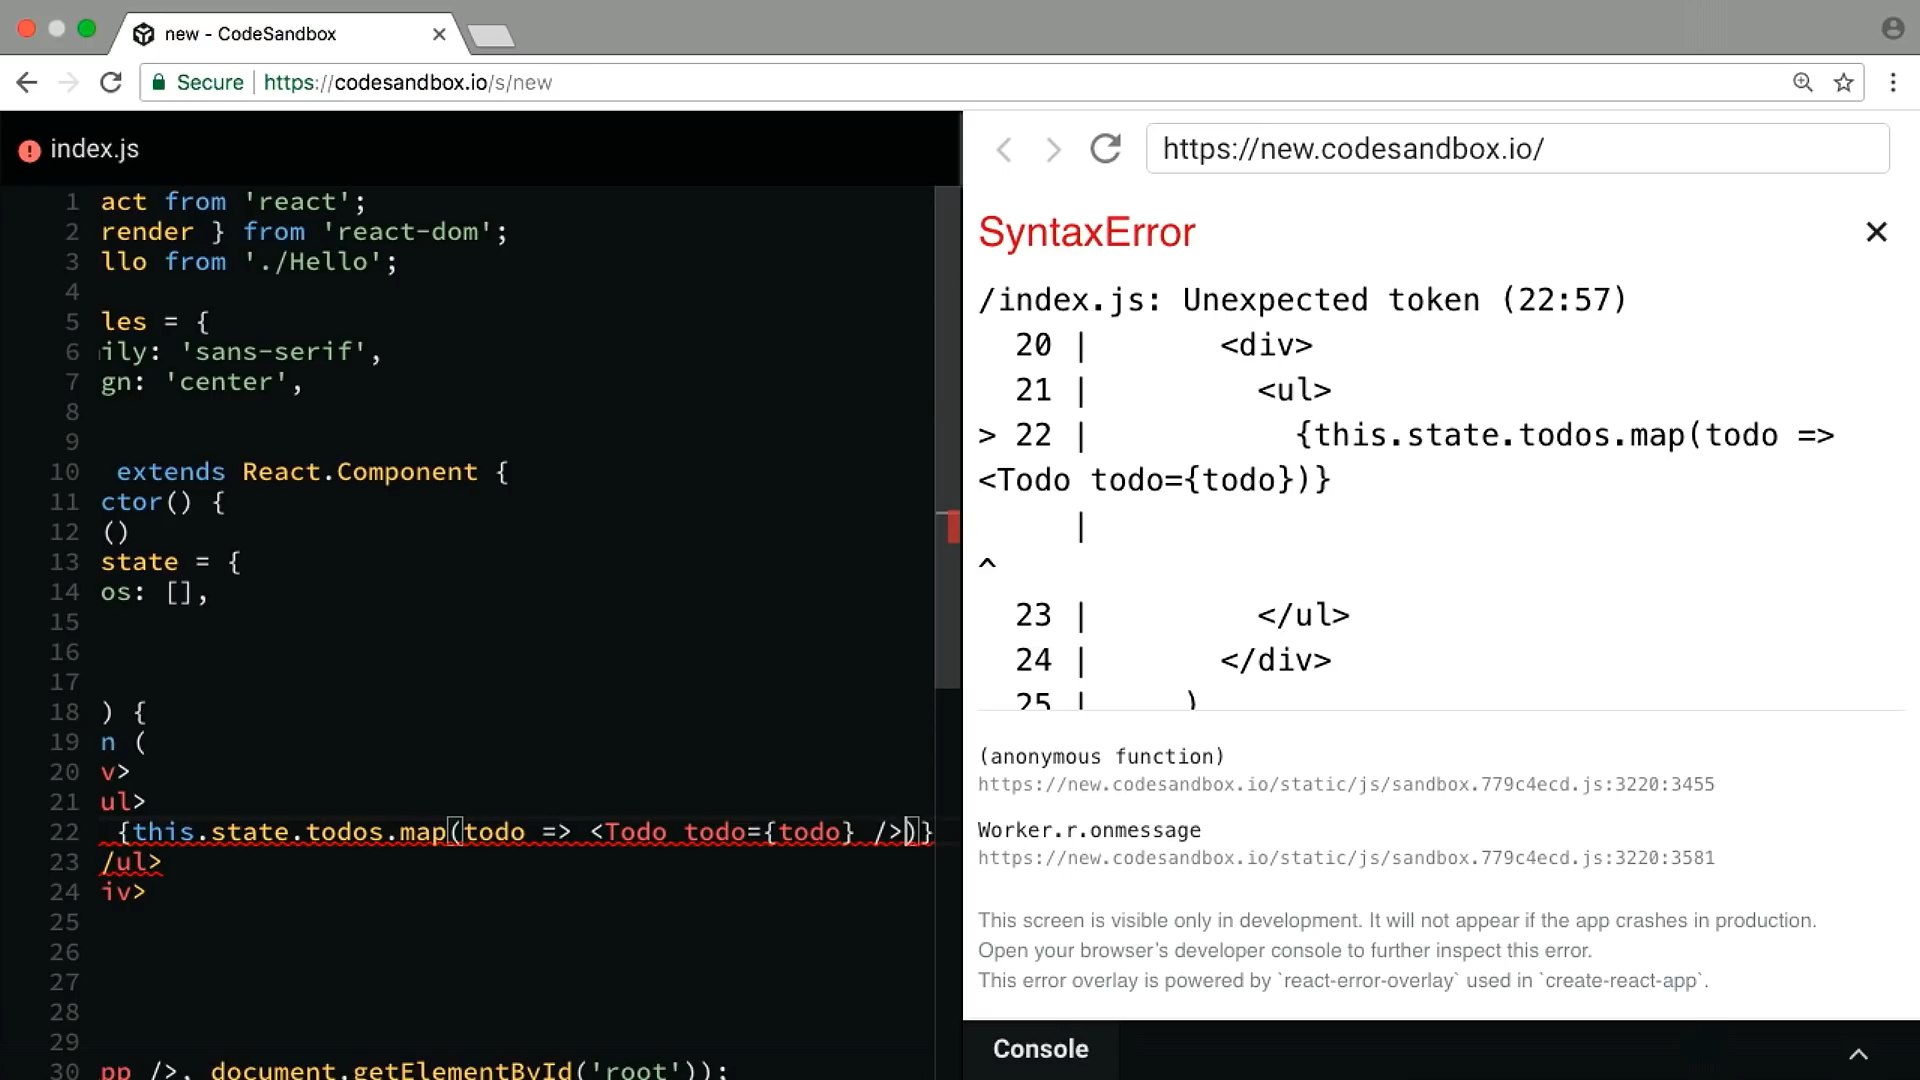 new - CodeSandbox
Secure https://codesandbox.io/s/new
index.js
1 act from 'react';
2 render } from 'react-dom';
3 llo from './Hello';
4
5 les = {
6 ily: 'sans-serif',
7 gn: 'center',
8
9
10 extends React.Component {
11 ctor() {
12 ()
13 state = {
14 os: [],
15
16
17
18 ) {
19 n (
20 v>
21 ul>
22 {this.state.todos.map(todo => <Todo todo={todo} />)}
23 /ul>
24 iv>
25
26
27
28
29
30 pp />, document.getElementById('root'));
https://new.codesandbox.io/
SyntaxError
/index.js: Unexpected token (22:57)
20 | <div>
21 | <ul>
> 22 | {this.state.todos.map(todo =>
<Todo todo={todo})}
|
^
23 | </ul>
24 | </div>
25 | )
(anonymous function)
https://new.codesandbox.io/static/js/sandbox.779c4ecd.js:3220:3455
Worker.r.onmessage
https://new.codesandbox.io/static/js/sandbox.779c4ecd.js:3220:3581
This screen is visible only in development. It will not appear if the app crashes in production.
Open your browser's developer console to further inspect this error.
This error overlay is powered by `react-error-overlay` used in `create-react-app`.
Console